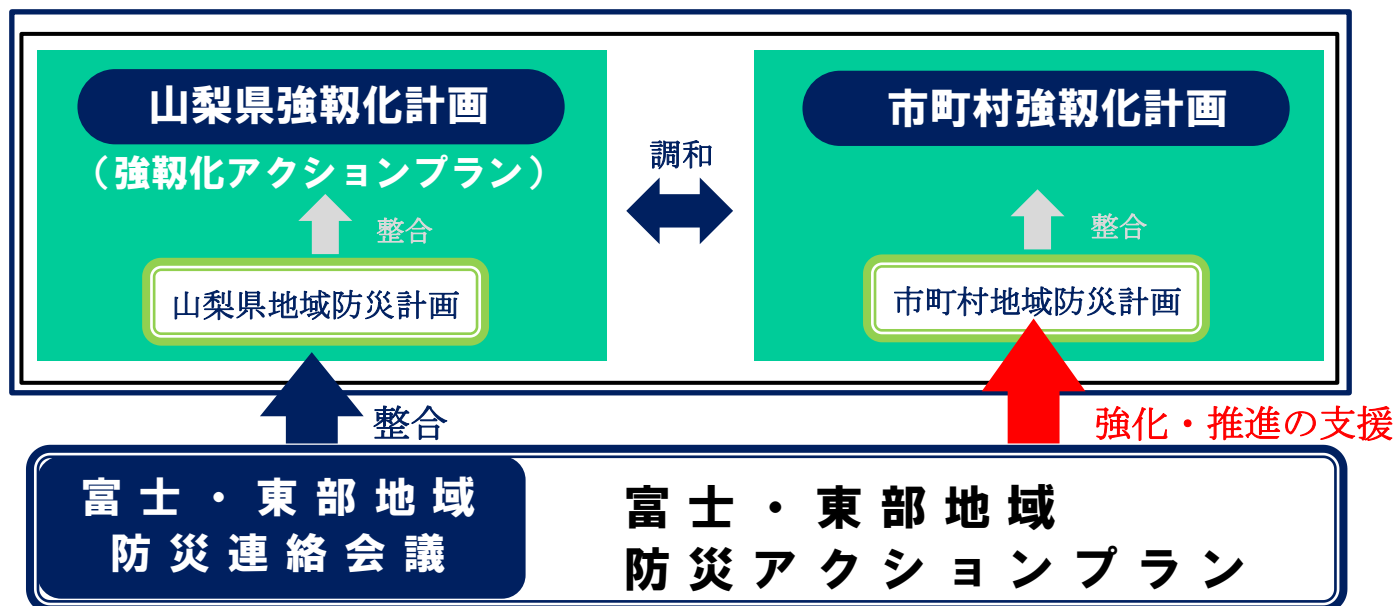 山梨県強靱化計画
（強靱化アクションプラン）
整合
山梨県地域防災計画
調和
市町村強靱化計画
整合
市町村地域防災計画
整合
強化・推進の支援
富士・東部地域
防災連絡会議
富士・東部地域
防災アクションプラン